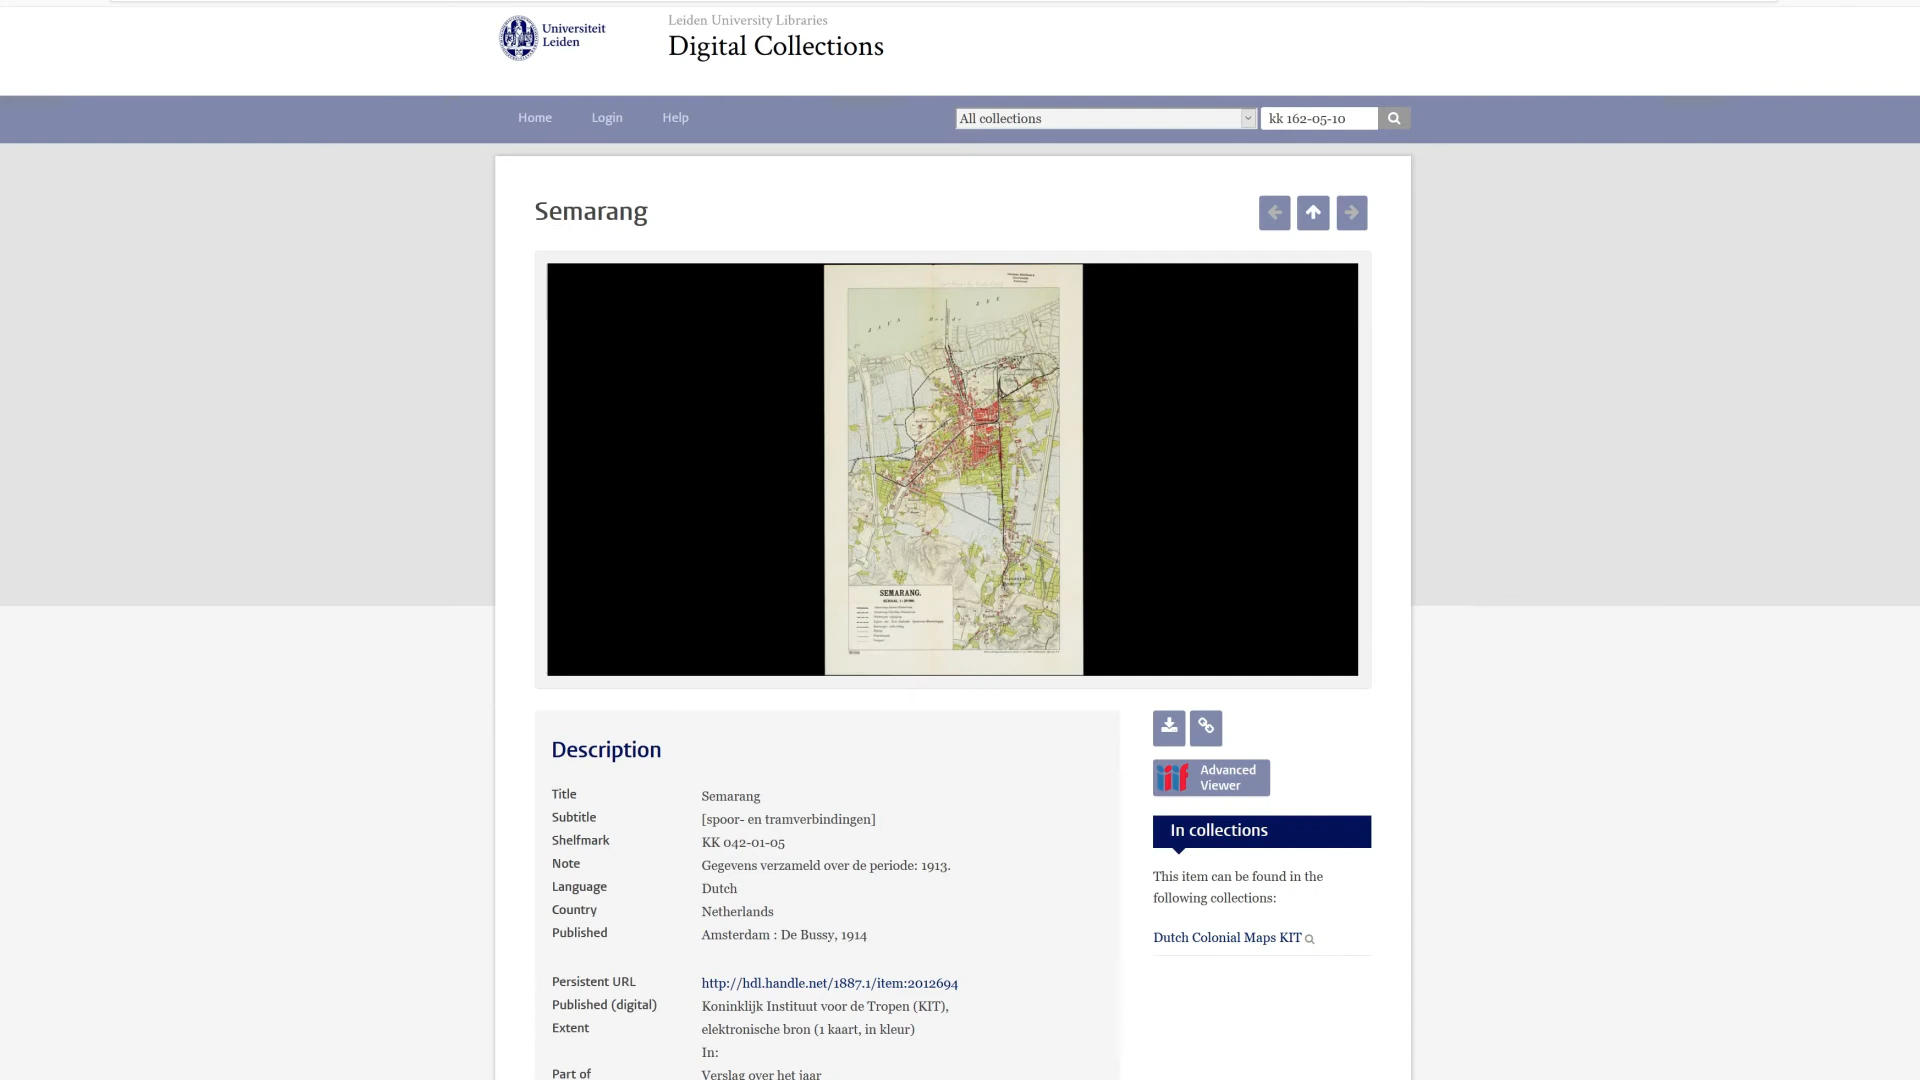 Universiteit
Leiden
Leiden University Libraries
Digital Collections
Home
Login
Help
All collections
kk 162-05-10
Semarang
JAVA
ZEE
Reede
SEMARANG.
Description
Title
Semarang
Subtitle
[spoor- en tramverbindingen]
Shelfmark
KK 042-01-05
Note
Gegevens verzameld over de periode: 1913.
Language
Dutch
Country
Netherlands
Published
Amsterdam : De Bussy, 1914
Persistent URL
http://hdl.handle.net/1887.1/item:2012694
Published (digital)
Koninklijk Instituut voor de Tropen (KIT),
Extent
elektronische bron (1 kaart, in kleur)
In:
Part of
Verslag over het jaar
iiif
Advanced
Viewer
In collections
This item can be found in the
following collections:
Dutch Colonial Maps KIT